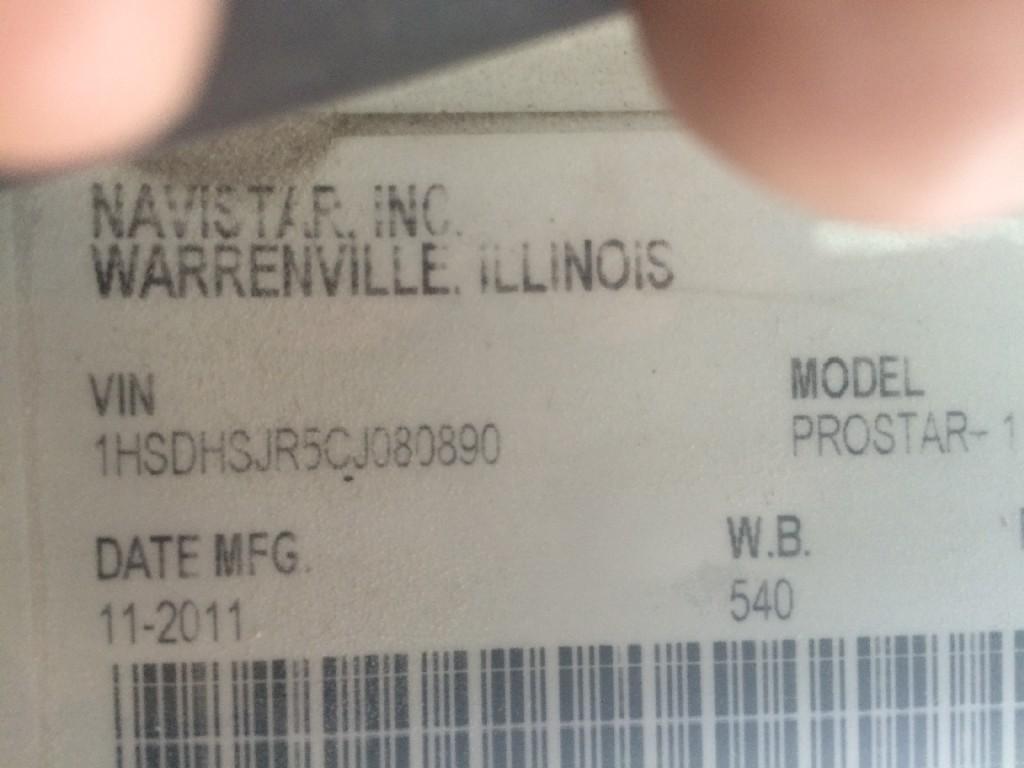 NAVISTAR, INC.
WARRENVILLE, ILLINOIS
VIN
1HSDHSJR5CJ080890
MODEL
PROSTAR- 1
DATE MFG.
11-2011
W.B.
540